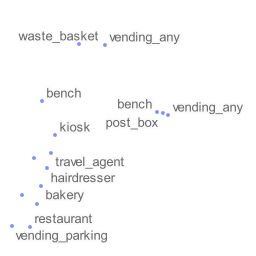 waste_basket
vending_any
bench
bench
vending_any
post_box
kiosk
travel_agent
hairdresser
bakery
restaurant
vending_parking